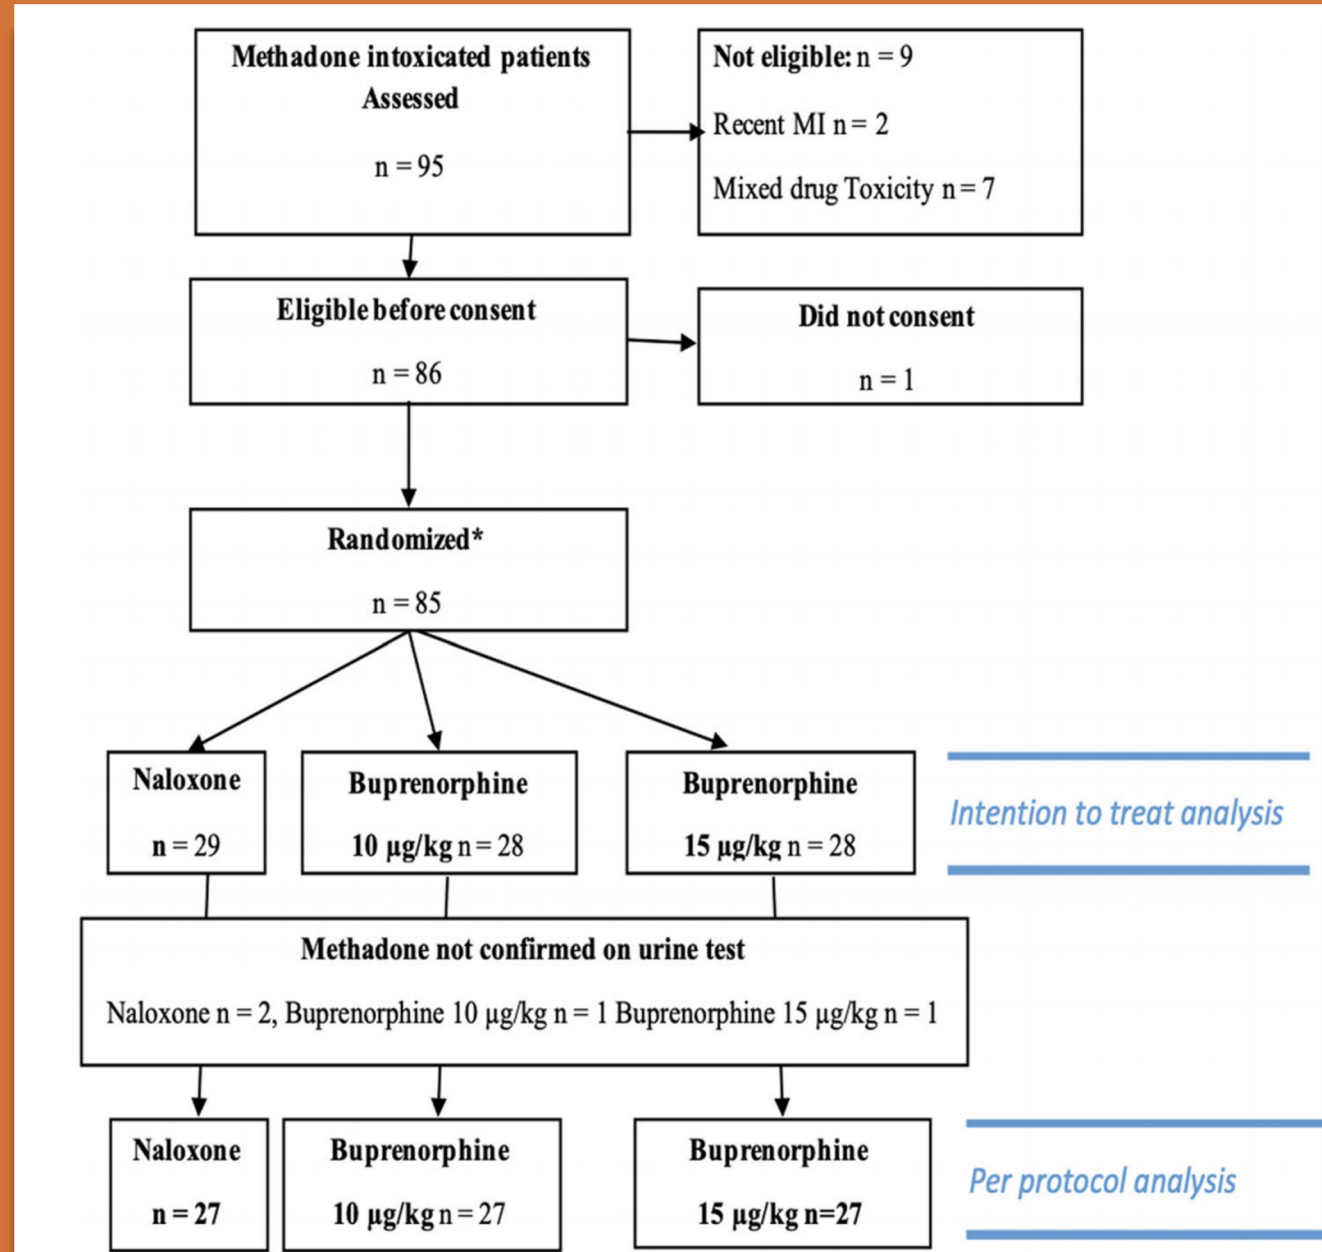 Methadone intoxicated patients
Assessed
n = 95
Not eligible: n = 9
Recent MI n = 2
Mixed drug Toxicity n = 7
Eligible before consent
n = 86
Did not consent
n = 1
Randomized*
n = 85
Naloxone
n = 29
Buprenorphine
10 µg/kg n = 28
Buprenorphine
15 µg/kg n = 28
Intention to treat analysis
Methadone not confirmed on urine test
Naloxone n = 2, Buprenorphine 10 µg/kg n = 1 Buprenorphine 15 µg/kg n = 1
Naloxone
n = 27
Buprenorphine
10 µg/kg n = 27
Buprenorphine
15 µg/kg n=27
Per protocol analysis